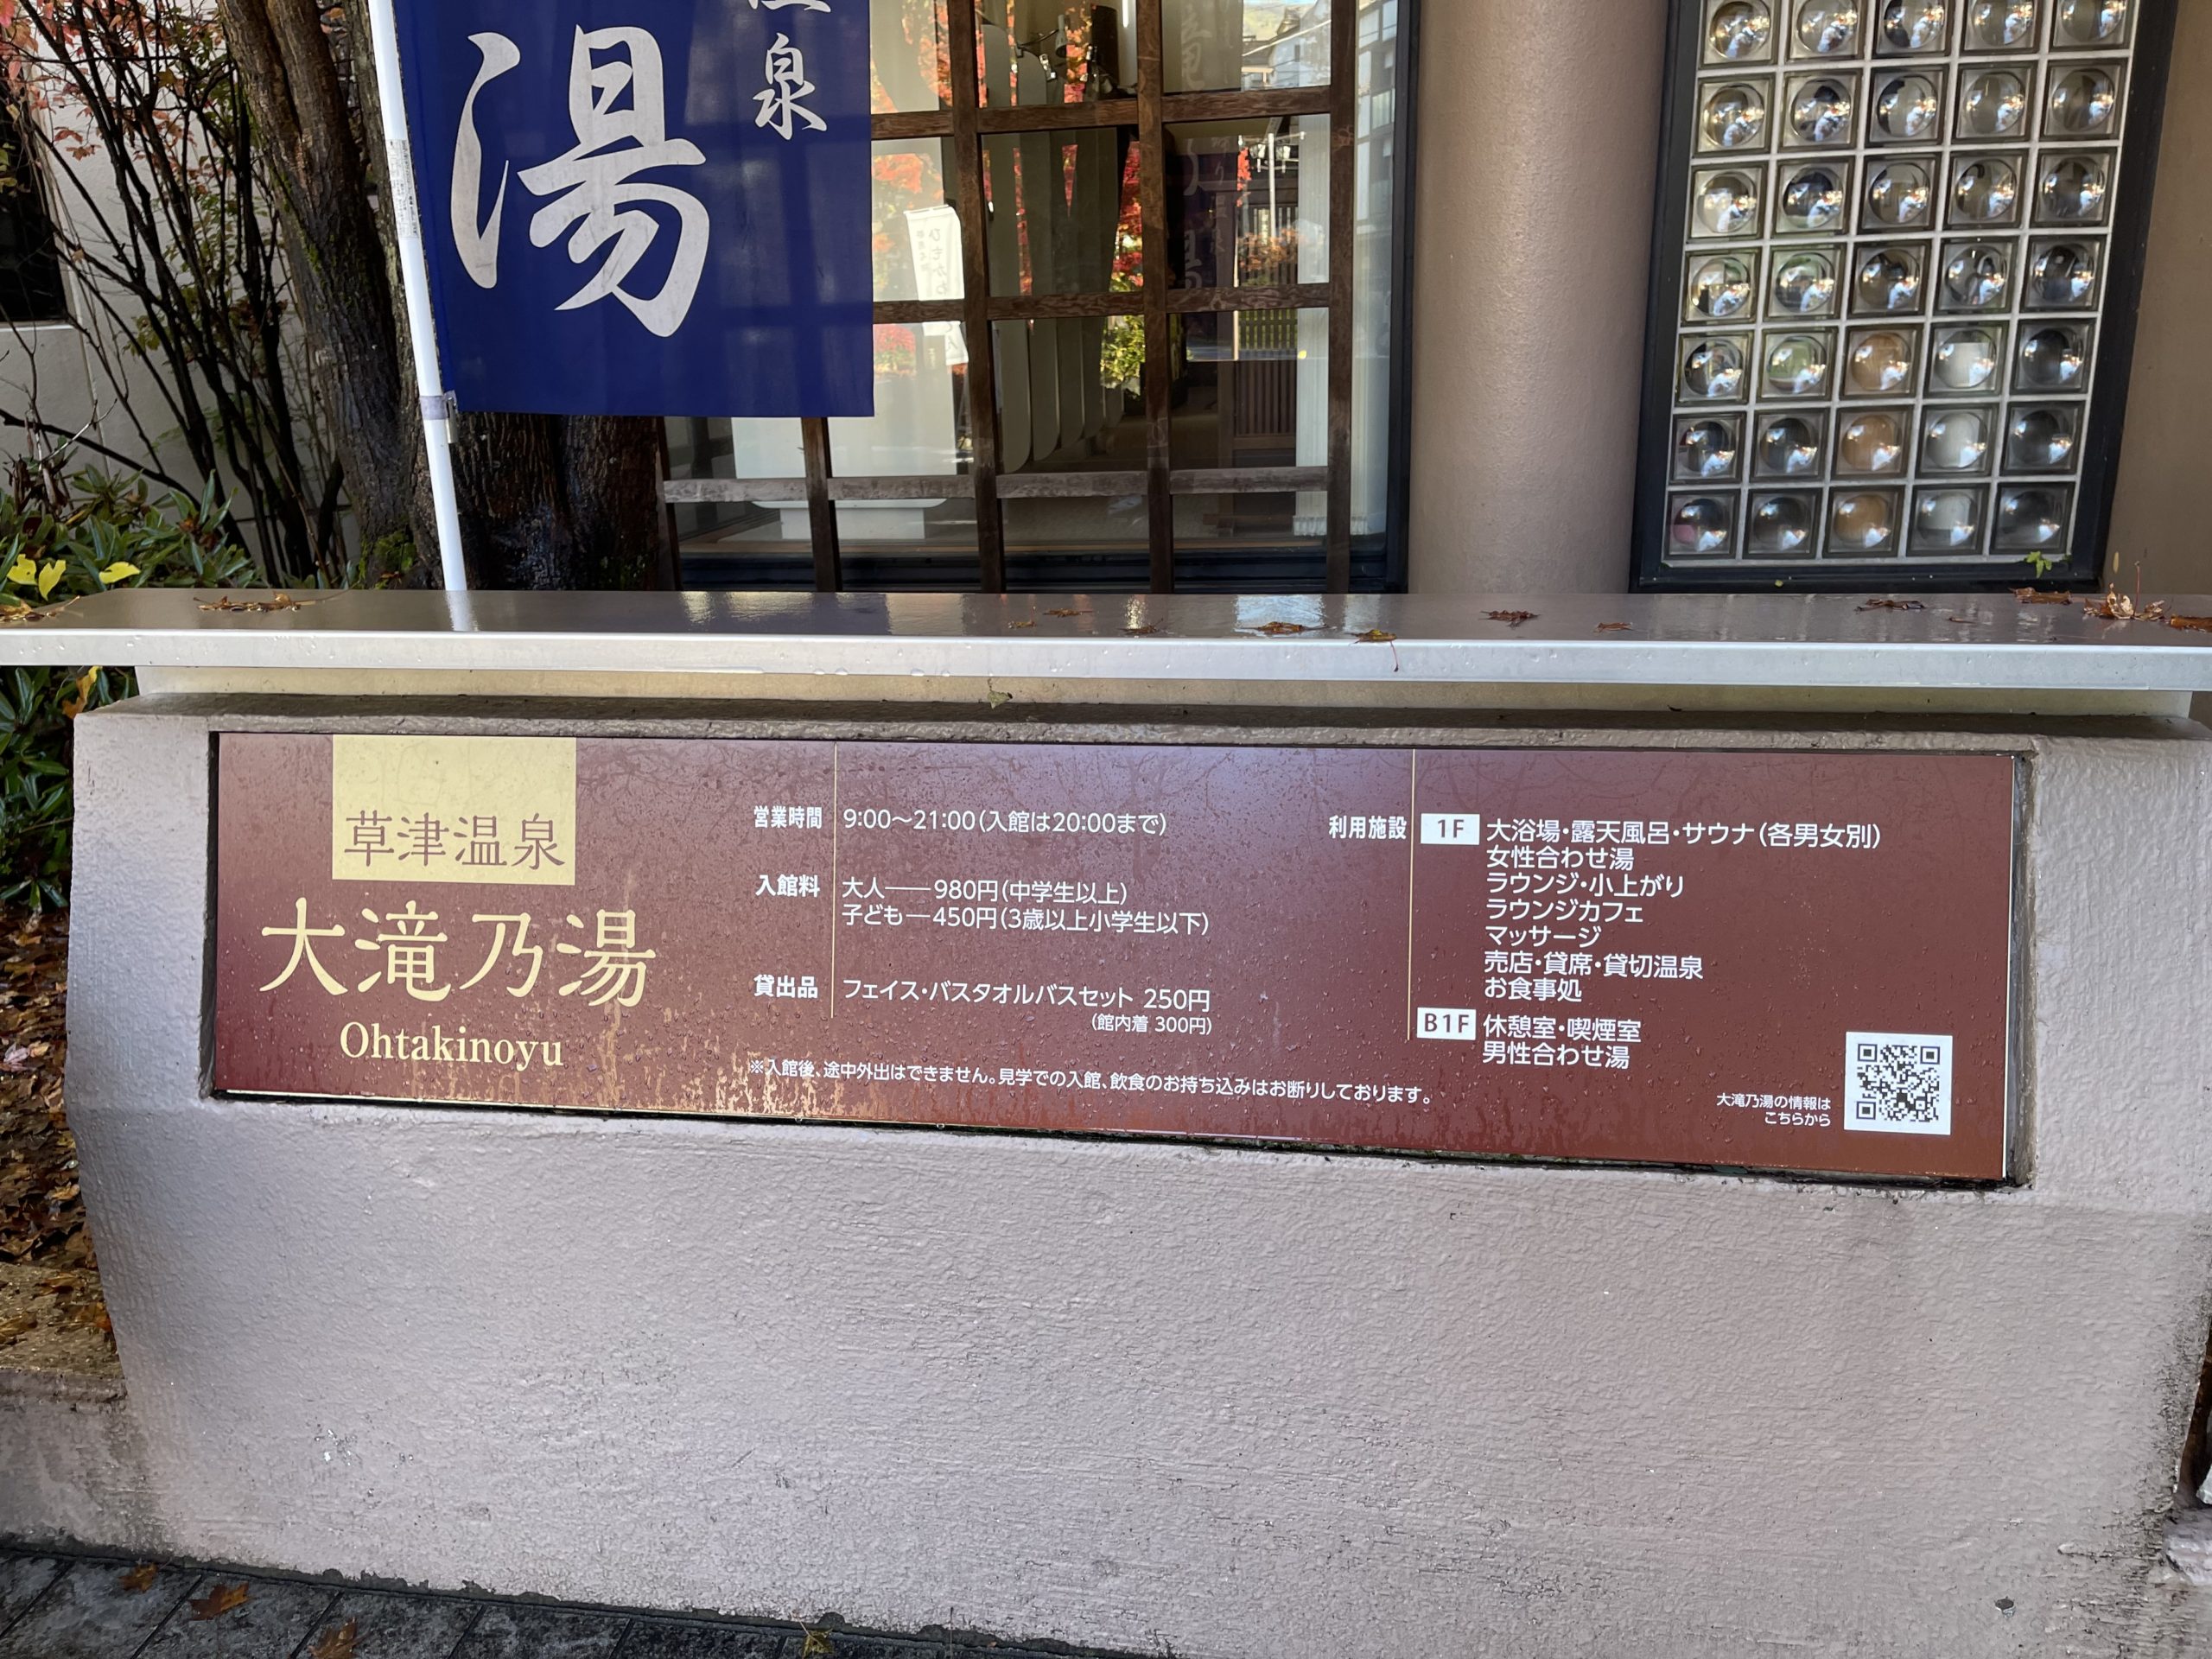 泉
湯
草津温泉
大滝乃湯
Ohtakinoyu
営業時間 9:00〜21:00(入館は20:00まで)
入館料 大人――980円(中学生以上)
子ども―450円(3歳以上小学生以下)
貸出品 フェイス・バスタオルバスセット 250円
(館内着 300円)
※入館後、途中外出はできません。見学での入館、飲食のお持ち込みはお断りしております。
利用施設 1F 大浴場・露天風呂・サウナ(各男女別)
女性合わせ湯
ラウンジ・小上がり
ラウンジカフェ
マッサージ
売店・貸席・貸切温泉
お食事処
B1F 休憩室・喫煙室
男性合わせ湯
大滝乃湯の情報は
こちらから